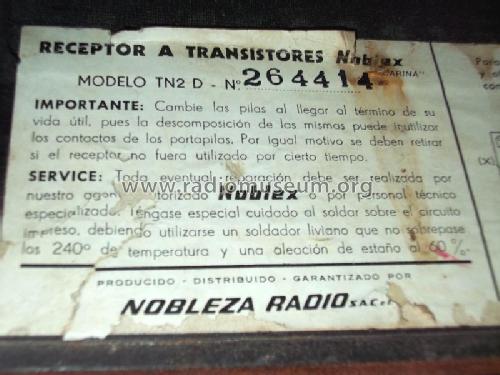 RECEPTOR A TRANSISTORES Noblex
"CARINA"
MODELO TN2 D - Nº 264414
IMPORTANTE: Cambie las pilas al llegar al término de su
vida útil, pues la descomposición de las mismas puede inutilizar
los contactos de los portapilas. Por igual motivo se deben retirar
si el receptor no fuera utilizado por cierto tiempo.
SERVICE: Toda eventual reparación debe ser realizada por
nuestro agente autorizado Noblex o por personal técnico
especializado. Téngase especial cuidado al soldar sobre el circuito
impreso, debiendo utilizarse un soldador liviano que no sobrepase
los 240º de temperatura y una aleación de estaño al 60 %.
PRODUCIDO - DISTRIBUIDO - GARANTIZADO POR
NOBLEZA RADIO S.A.C.
www.radiomuseum.org
Para
y
con